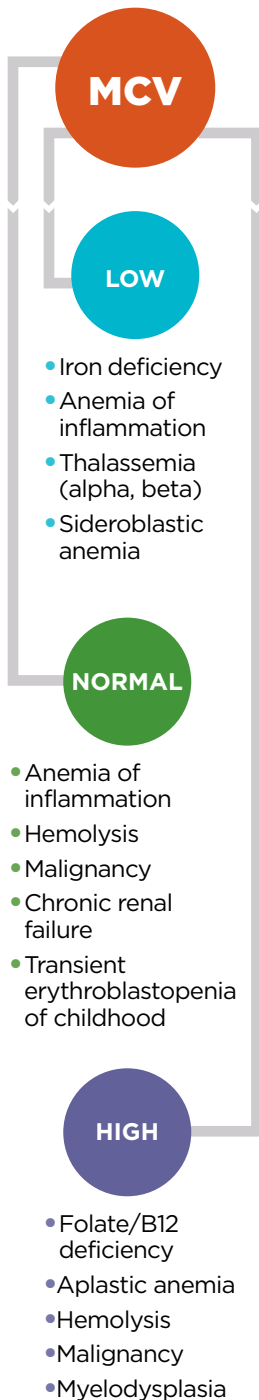 MCV
LOW
• Iron deficiency
• Anemia of
inflammation
• Thalassemia
(alpha, beta)
• Sideroblastic
anemia
NORMAL
• Anemia of
inflammation
• Hemolysis
• Malignancy
• Chronic renal
failure
• Transient
erythroblastopenia
of childhood
HIGH
• Folate/B12
deficiency
• Aplastic anemia
• Hemolysis
• Malignancy
• Myelodysplasia